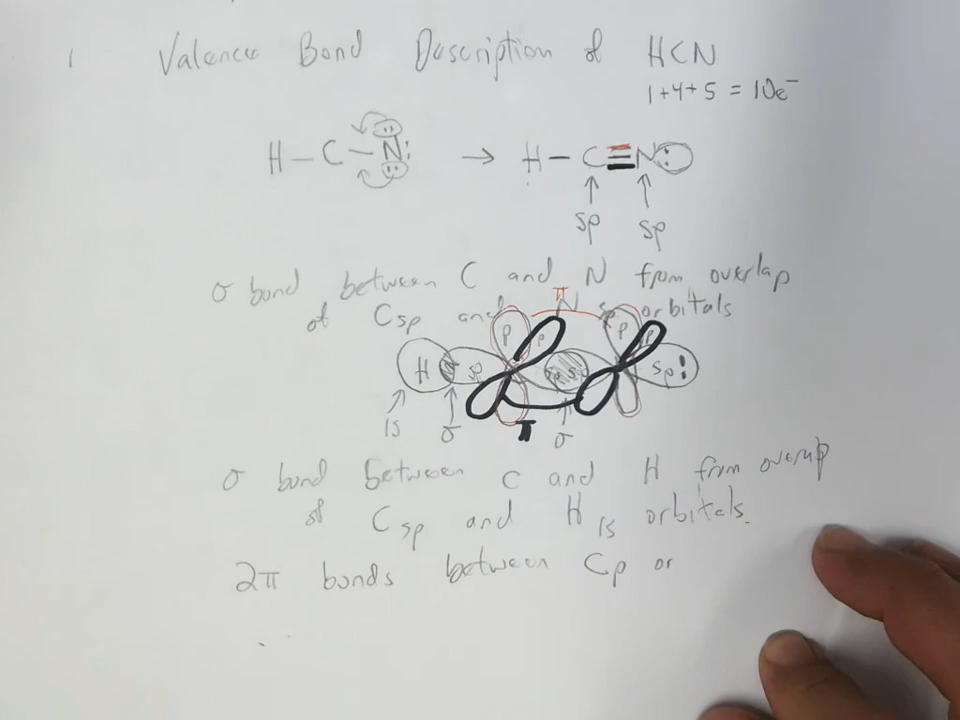 1 Valence Bond Description of HCN
1+4+5 = 10e⁻
H – C – N: → H – C ≡ N:
sp sp
σ bond between C and N from overlap
of Csp and Nsp orbitals
π
p p p p
H sp sp sp sp :
1s σ π σ
σ bond between C and H from overlap
of Csp and H1s orbitals.
2π bonds between Cp or